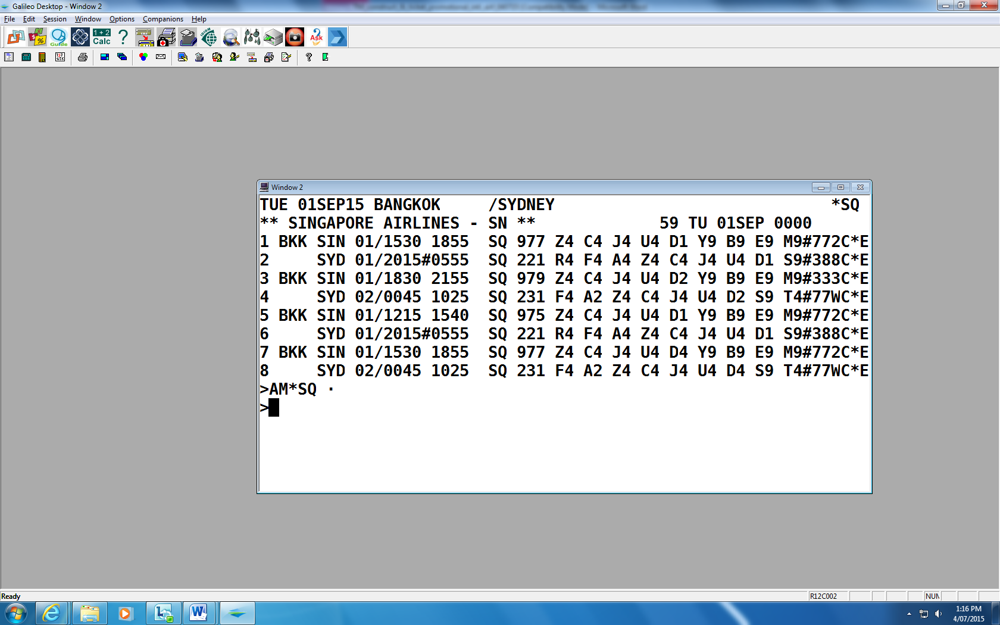 Galileo Desktop - Window 2
File Edit Session Window Options Companions Help
Guide
1 + 2
Calc
?
IDIOM
Ask
Window 2
TUE 01SEP15 BANGKOK /SYDNEY *SQ
** SINGAPORE AIRLINES - SN ** 59 TU 01SEP 0000
1 BKK SIN 01/1530 1855 SQ 977 Z4 C4 J4 U4 D1 Y9 B9 E9 M9#772C*E
2 SYD 01/2015#0555 SQ 221 R4 F4 A4 Z4 C4 J4 U4 D1 S9#388C*E
3 BKK SIN 01/1830 2155 SQ 979 Z4 C4 J4 U4 D2 Y9 B9 E9 M9#333C*E
4 SYD 02/0045 1025 SQ 231 F4 A2 Z4 C4 J4 U4 D2 S9 T4#77WC*E
5 BKK SIN 01/1215 1540 SQ 975 Z4 C4 J4 U4 D1 Y9 B9 E9 M9#772C*E
6 SYD 01/2015#0555 SQ 221 R4 F4 A4 Z4 C4 J4 U4 D1 S9#388C*E
7 BKK SIN 01/1530 1855 SQ 977 Z4 C4 J4 U4 D4 Y9 B9 E9 M9#772C*E
8 SYD 02/0045 1025 SQ 231 F4 A2 Z4 C4 J4 U4 D4 S9 T4#77WC*E
>AM*SQ ·
>
Ready R12C002 NUM
1:16 PM
4/07/2015